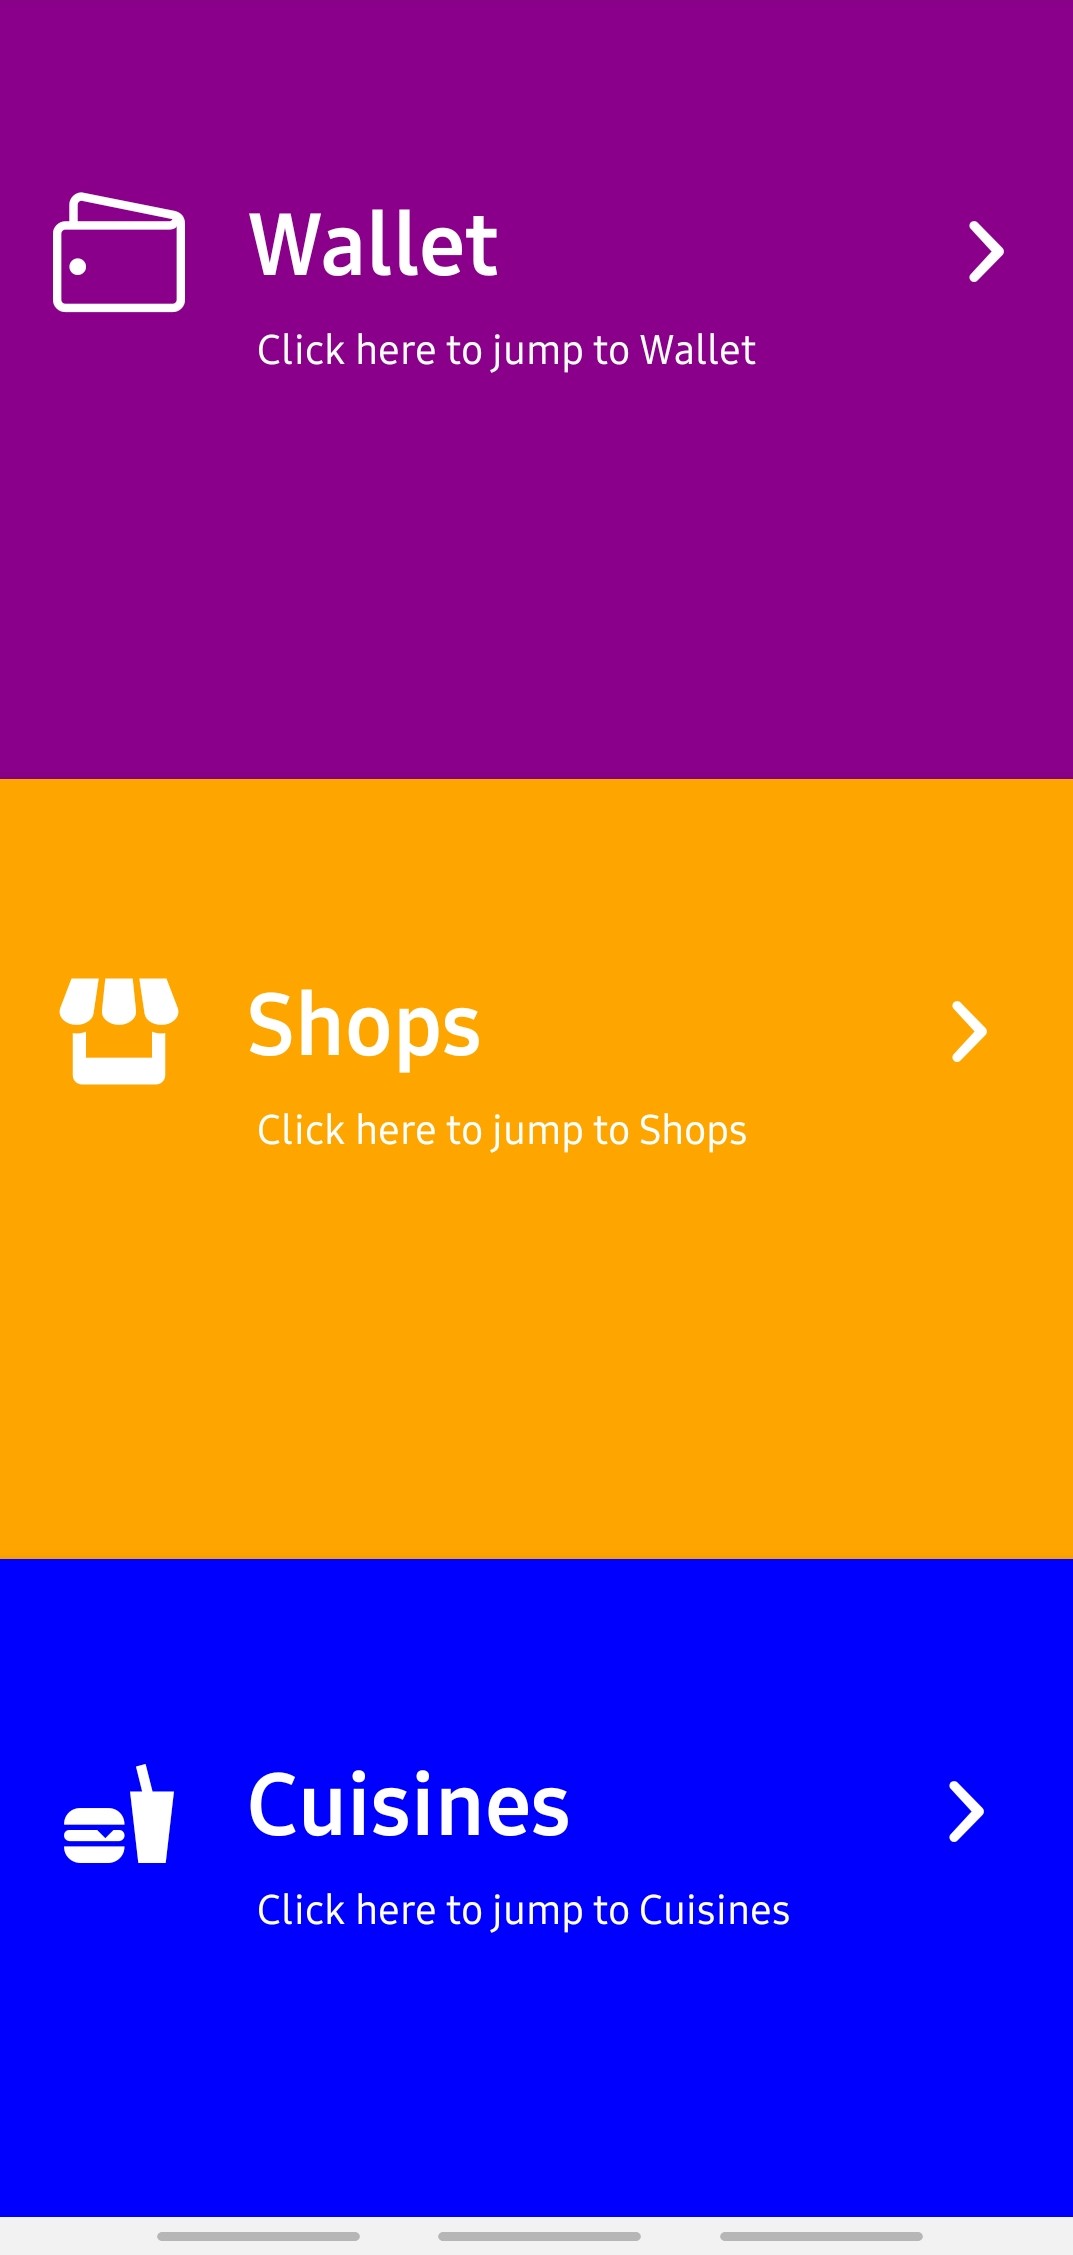 Wallet
Click here to jump to Wallet
Shops
Click here to jump to Shops
Cuisines
Click here to jump to Cuisines